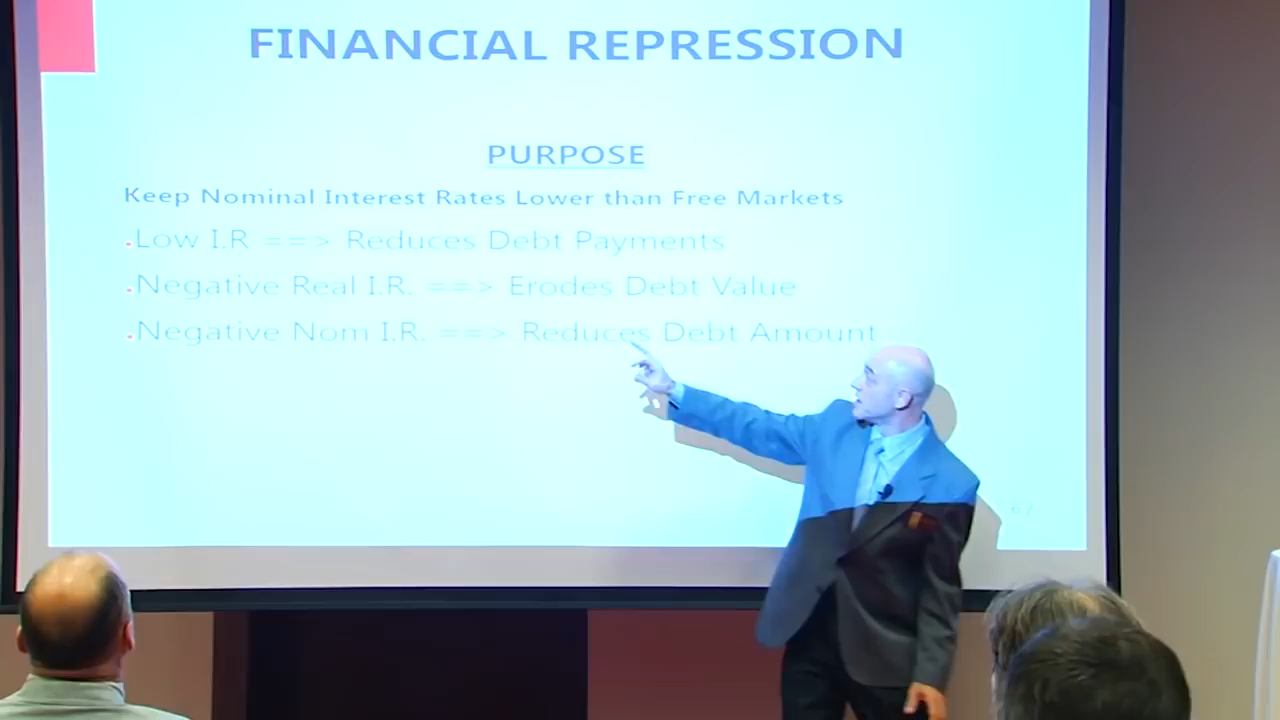 FINANCIAL REPRESSION
PURPOSE
Keep Nominal Interest Rates Lower than Free Markets
.Low I.R ==> Reduces Debt Payments
.Negative Real I.R. ==> Erodes Debt Value
.Negative Nom I.R. ==> Reduces Debt Amount